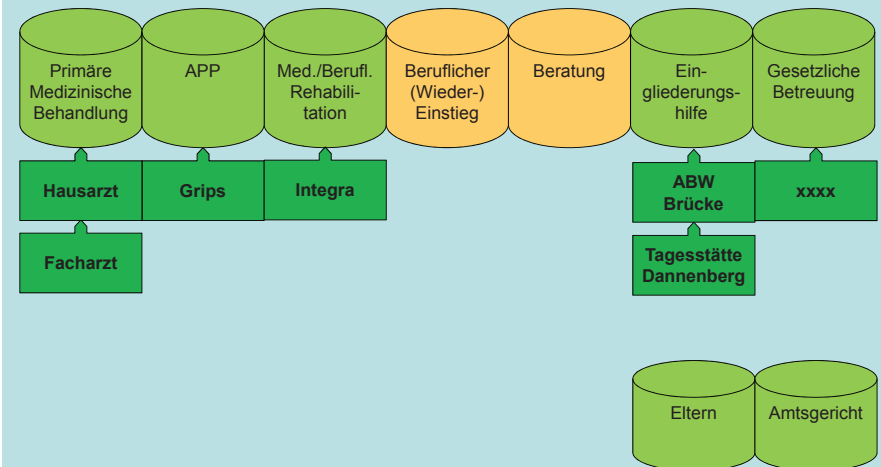 Primäre
Medizinische
Behandlung
APP
Med./Berufl.
Rehabili-
tation
Beruflicher
(Wieder-)
Einstieg
Beratung
Ein-
gliederungs-
hilfe
Gesetzliche
Betreuung
Hausarzt
Grips
Integra
ABW
Brücke
xxxx
Facharzt
Tagesstätte
Dannenberg
Eltern
Amtsgericht